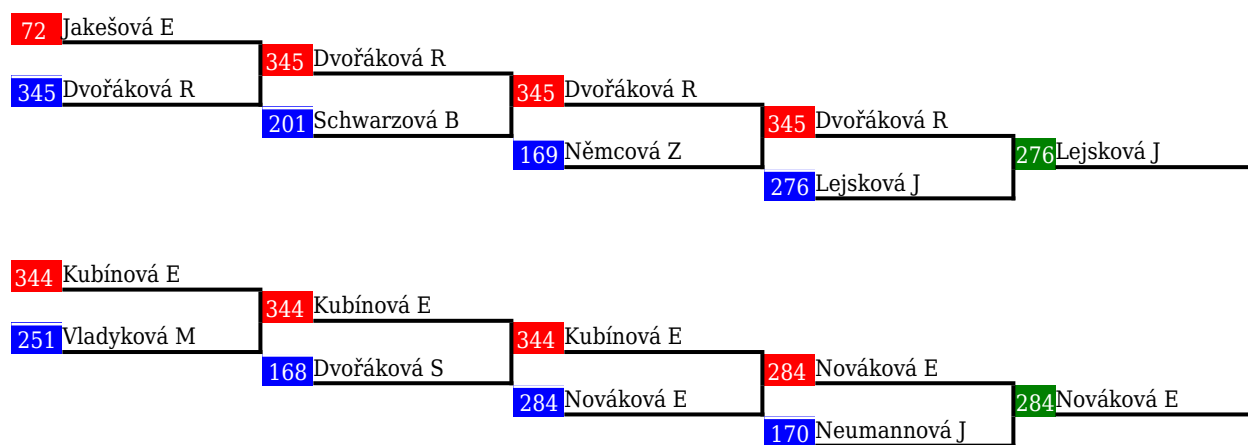 72 Jakešová E
345 Dvořáková R
345 Dvořáková R
201 Schwarzová B
345 Dvořáková R
169 Němcová Z
345 Dvořáková R
276 Lejsková J
276 Lejsková J
344 Kubínová E
251 Vladyková M
344 Kubínová E
168 Dvořáková S
344 Kubínová E
284 Nováková E
284 Nováková E
170 Neumannová J
284 Nováková E